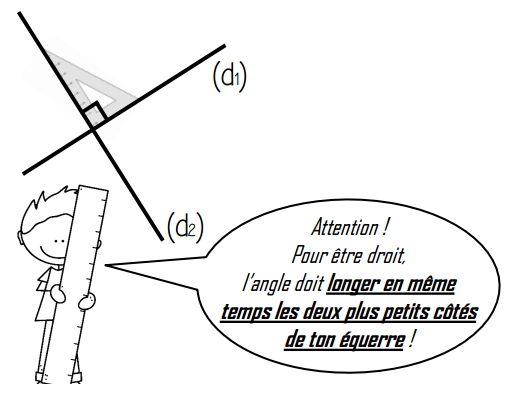 (d1)
(d2)
Attention !
Pour être droit,
l'angle doit longer en même
temps les deux plus petits côtés
de ton équerre !